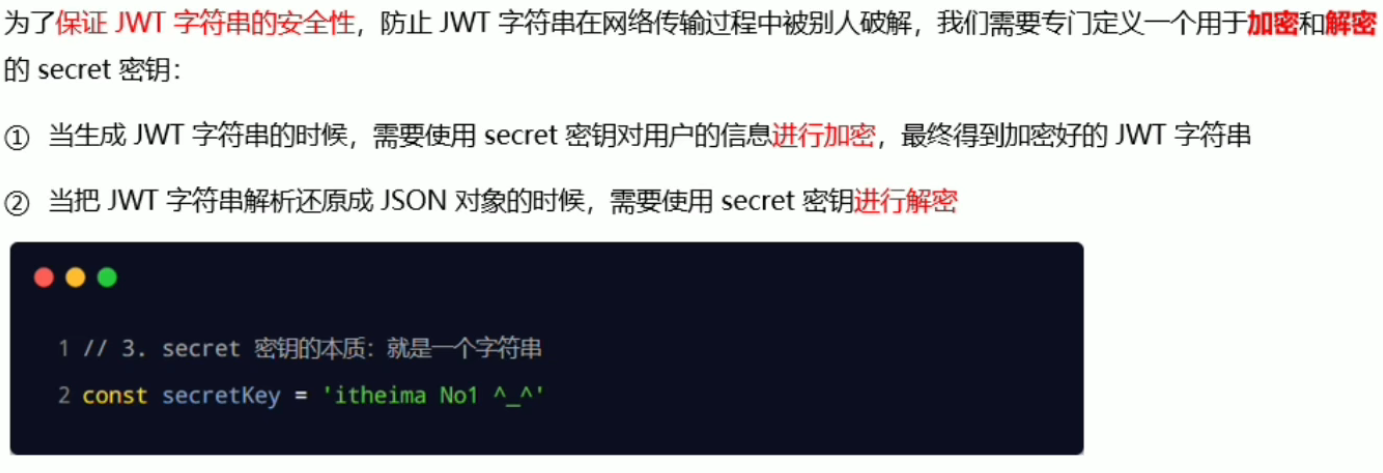 为了保证 JWT 字符串的安全性，防止 JWT 字符串在网络传输过程中被别人破解，我们需要专门定义一个用于加密和解密
的 secret 密钥：
① 当生成 JWT 字符串的时候，需要使用 secret 密钥对用户的信息进行加密，最终得到加密好的 JWT 字符串
② 当把 JWT 字符串解析还原成 JSON 对象的时候，需要使用 secret 密钥进行解密
1 // 3. secret 密钥的本质：就是一个字符串
2 const secretKey = 'itheima No1 ^_^'